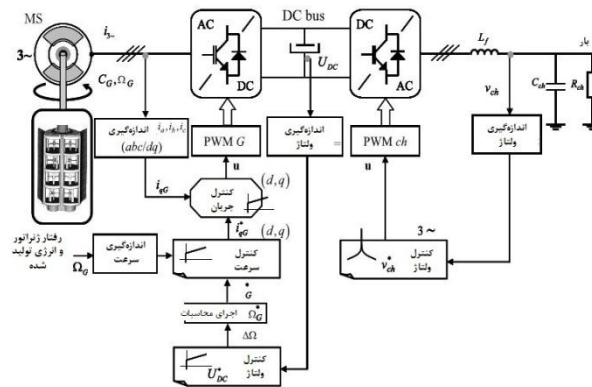 MS
3~
i3~
CG, ΩG
AC
DC
DC bus
UDC
DC
AC
Lf
vch
Cch
Rch
بار
اندازه‌گیری
(abc/dq)
ia, ib, ic
PWM G
اندازه‌گیری
ولتاژ
=
PWM ch
اندازه‌گیری
ولتاژ
u
u
iqG
کنترل
جریان
(d,q)
i*qG
(d,q)
رفتار ژنراتور
و انرژی تولید
شده
ΩG
اندازه‌گیری
سرعت
کنترل
سرعت
3~
v*ch
کنترل
ولتاژ
*
G
اجرای محاسبات
Ω*G
ΔΩ
U*DC
کنترل
ولتاژ